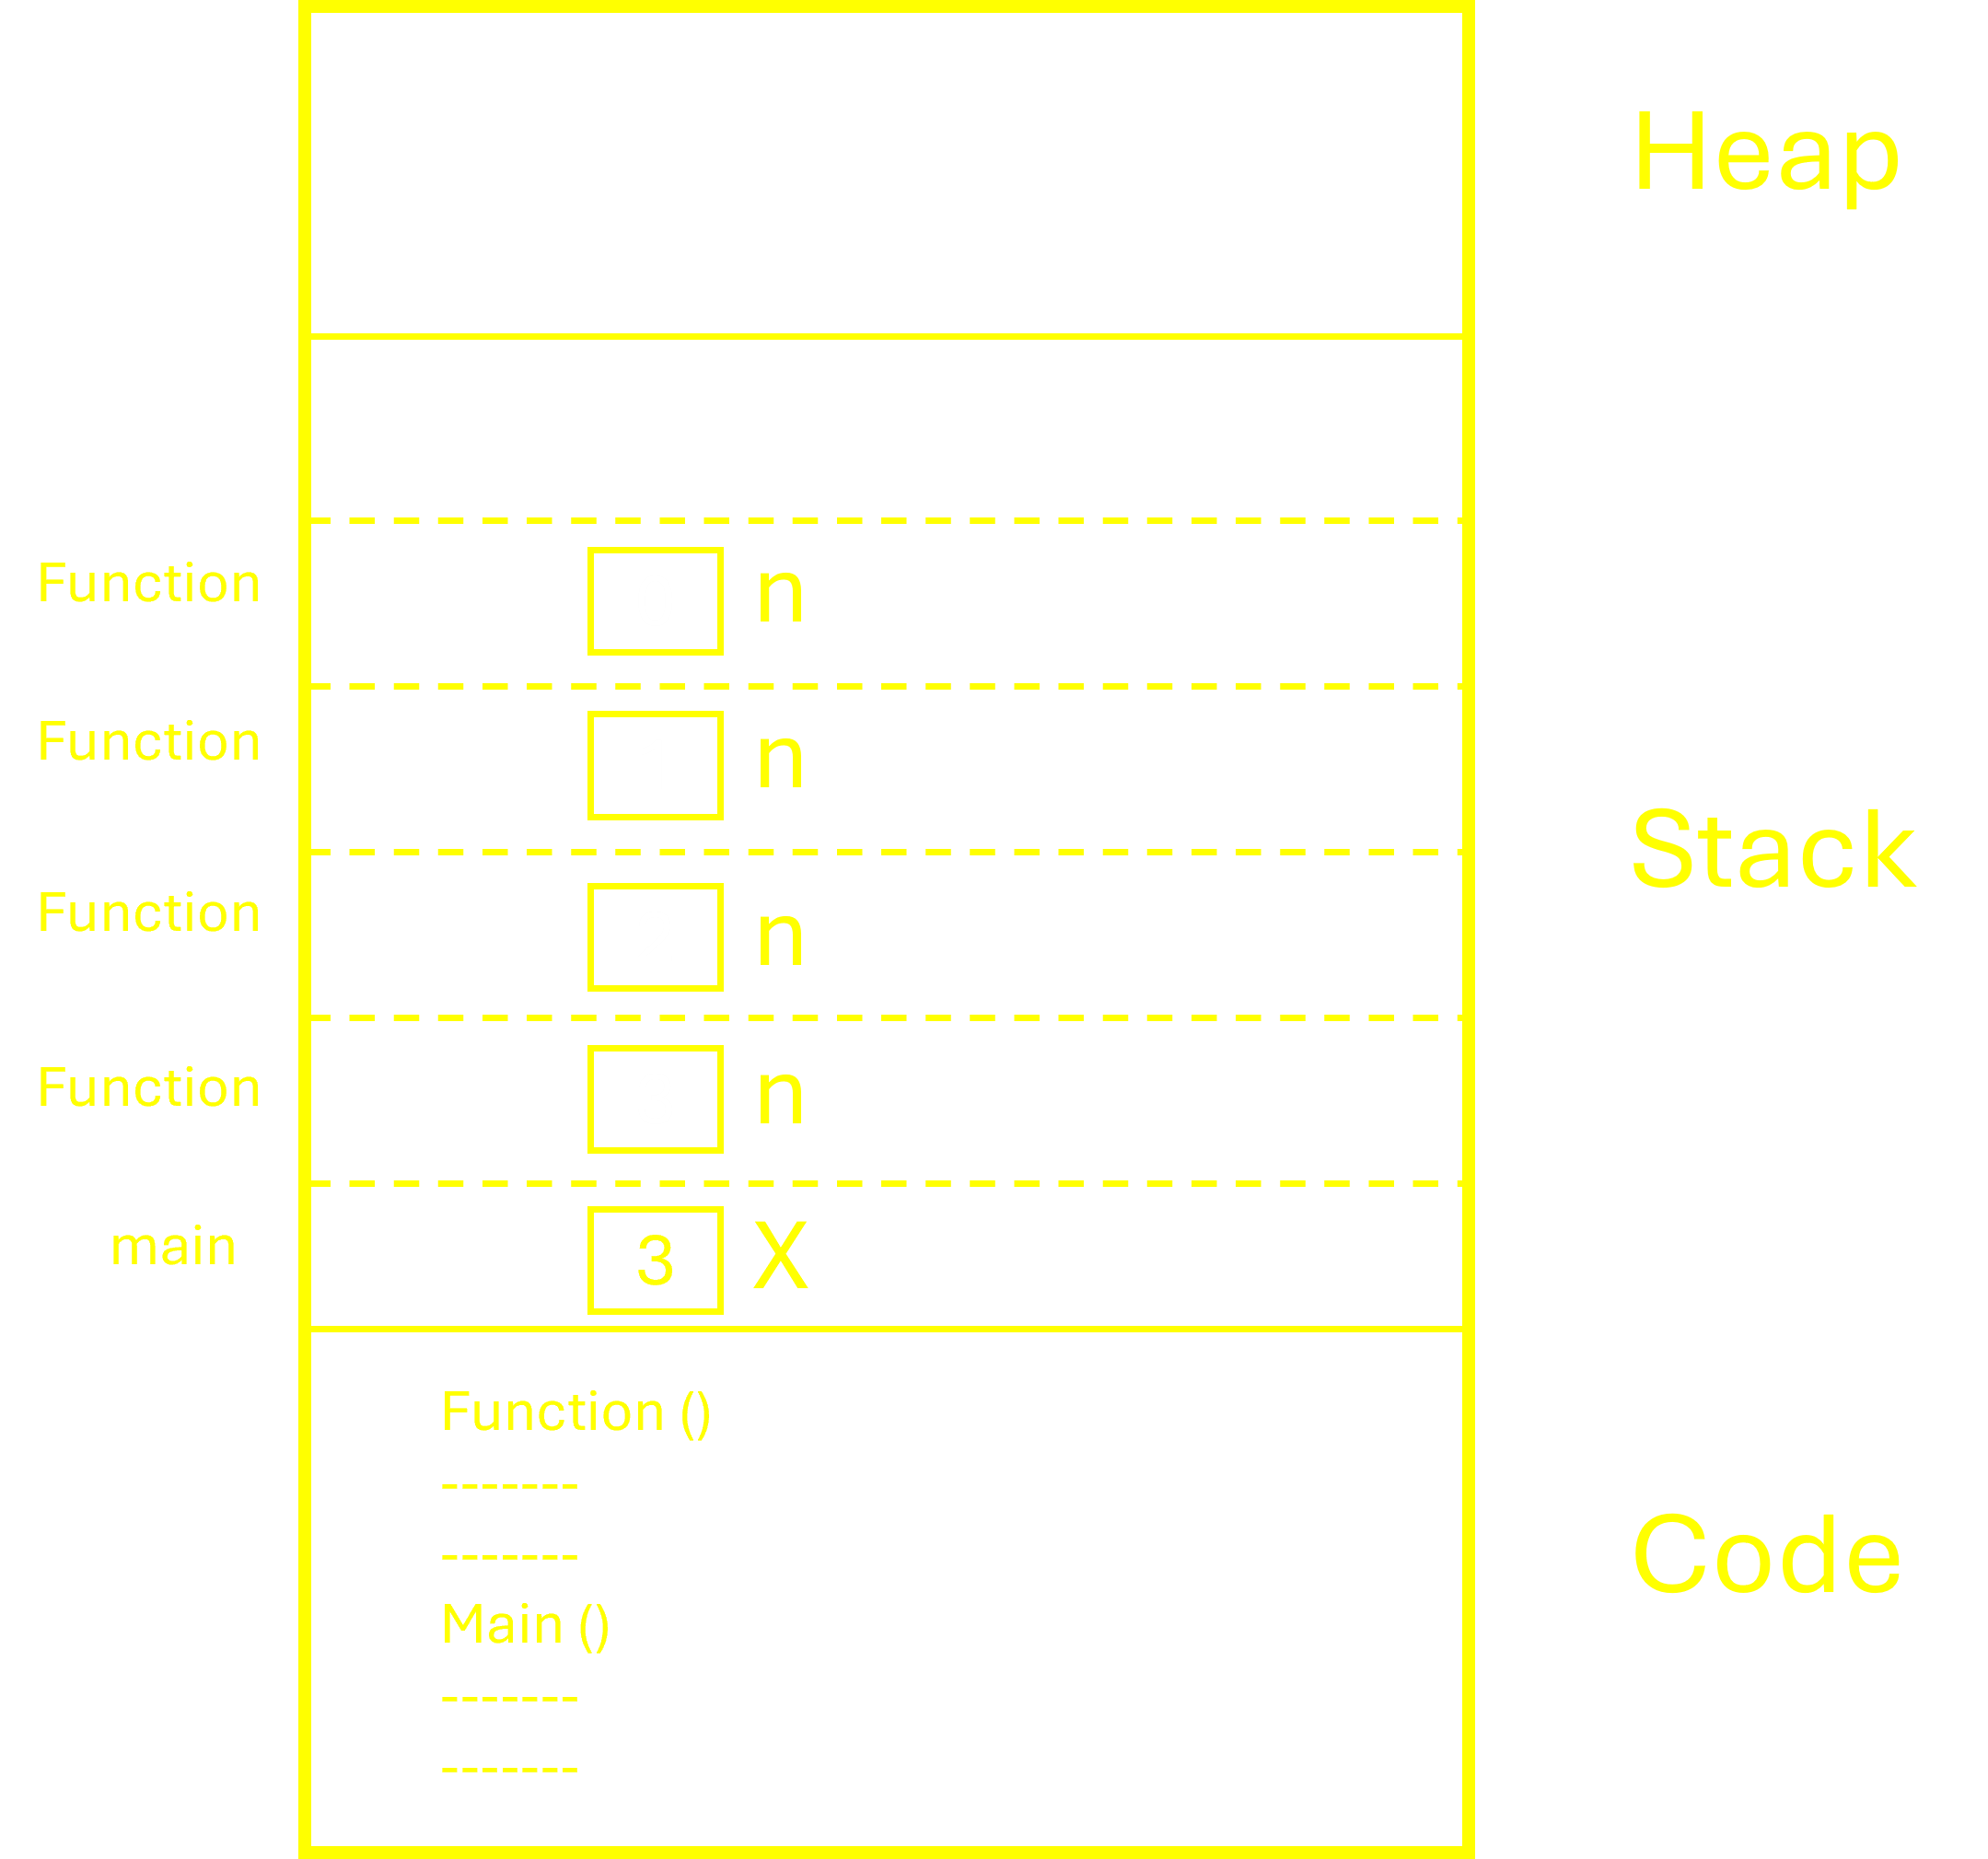 Heap
Function
n
Function
n
Stack
Function
n
Function
n
main
3
X
Function ()
-------
-------
Code
Main ()
-------
-------